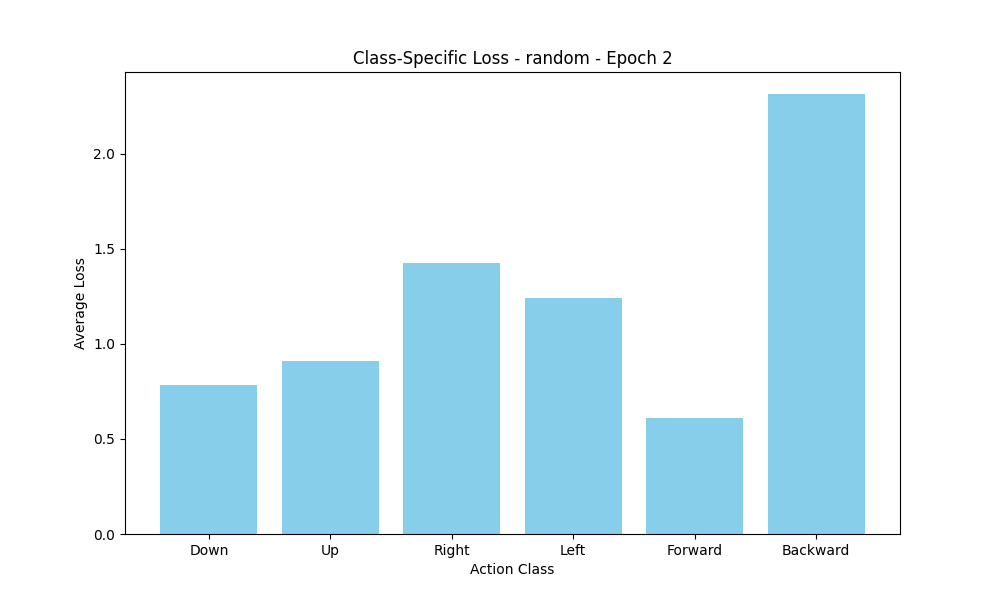 Class-Specific Loss - random - Epoch 2
Average Loss
2.0
1.5
1.0
0.5
0.0
Down Up Right Left Forward Backward
Action Class